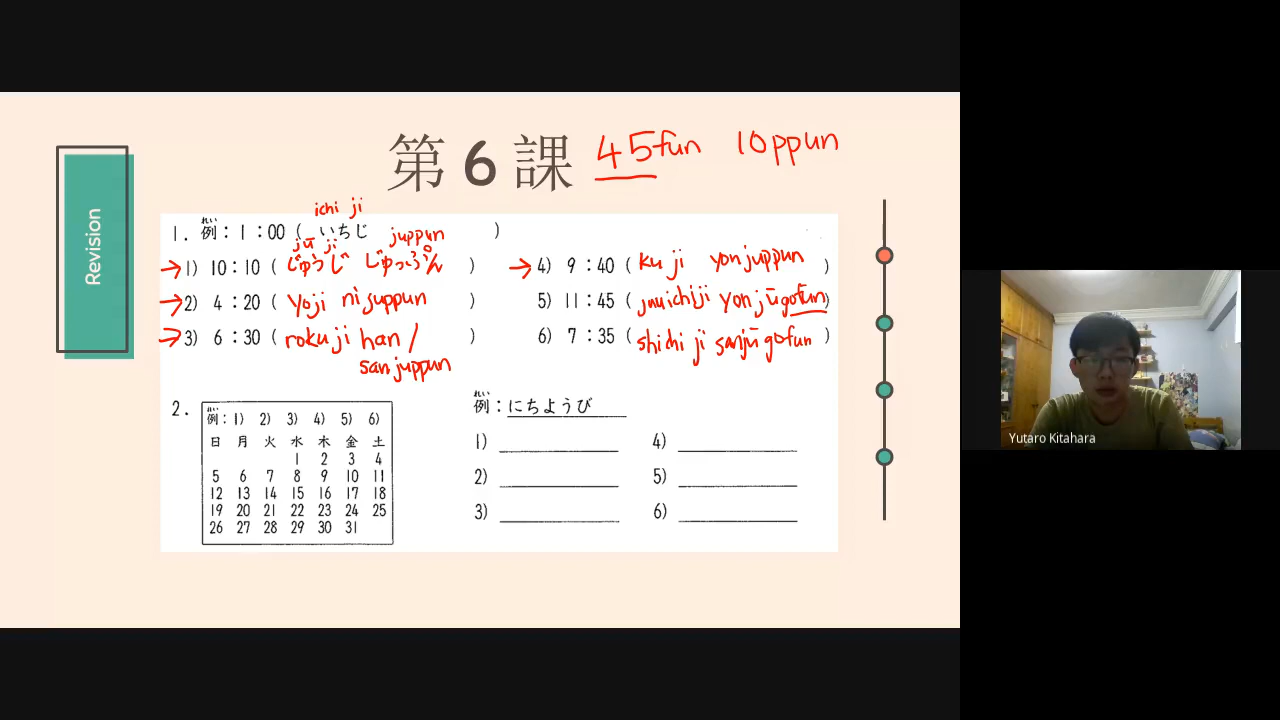 Revision
第 6 課 45fun 10ppun
ichi ji
1. 例れい：1：00 ( いちじ )
jū ji juppun
1) 10：10 ( じゅうじ じゅっぷん )
2) 4：20 ( yoji nijuppun )
3) 6：30 ( rokuji han / )
sanjuppun
4) 9：40 ( ku ji yonjuppun )
5) 11：45 ( juuichiji yonjūgofun )
6) 7：35 ( shichi ji sanjūgofun )
2.
例れい：1) 2) 3) 4) 5) 6)
日 月 火 水 木 金 土
1 2 3 4
5 6 7 8 9 10 11
12 13 14 15 16 17 18
19 20 21 22 23 24 25
26 27 28 29 30 31
例れい：にちようび
1) 4)
2) 5)
3) 6)
Yutaro Kitahara